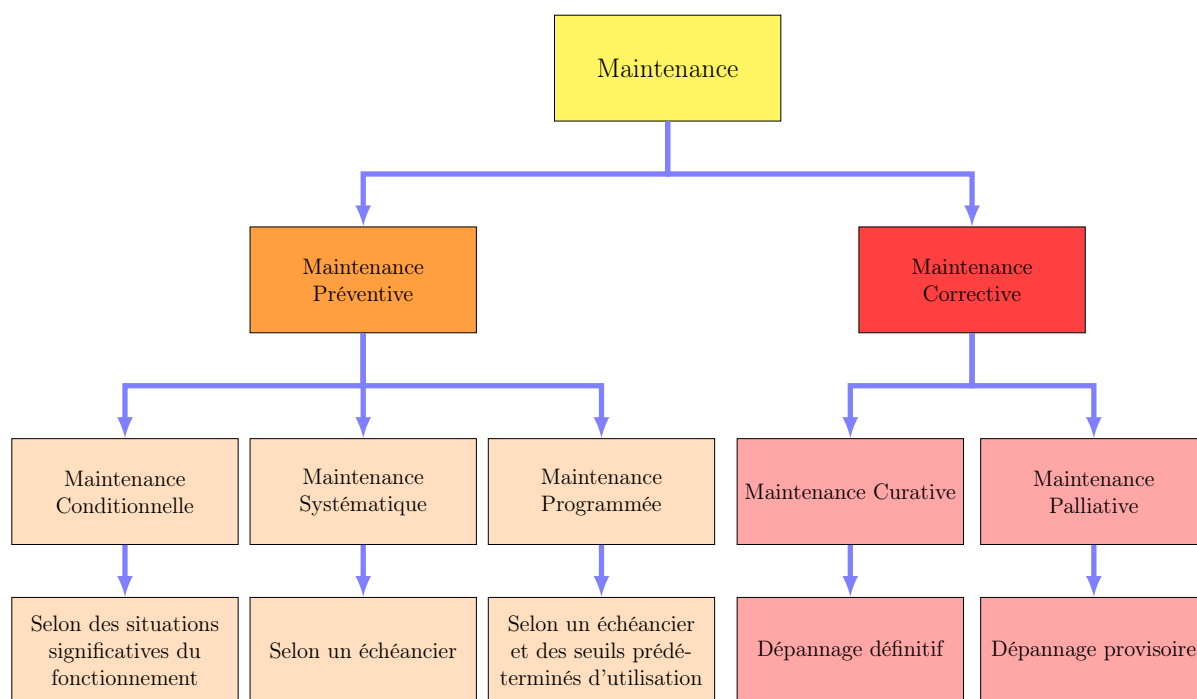 Maintenance
Maintenance
Préventive
Maintenance
Corrective
Maintenance
Conditionnelle
Maintenance
Systématique
Maintenance
Programmée
Maintenance Curative
Maintenance
Palliative
Selon des situations
significatives du
fonctionnement
Selon un échéancier
Selon un échéancier
et des seuils prédé-
terminés d'utilisation
Dépannage définitif
Dépannage provisoire